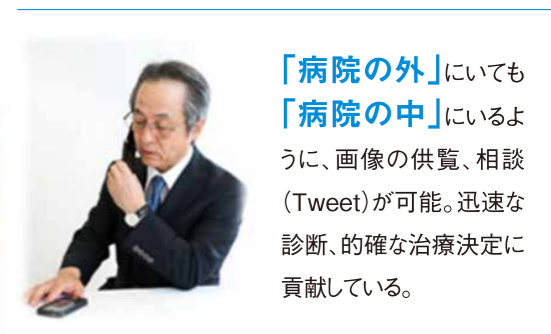 「病院の外」にいても
「病院の中」にいるよ
うに、画像の供覧、相談
（Tweet）が可能。迅速な
診断、的確な治療決定に
貢献している。